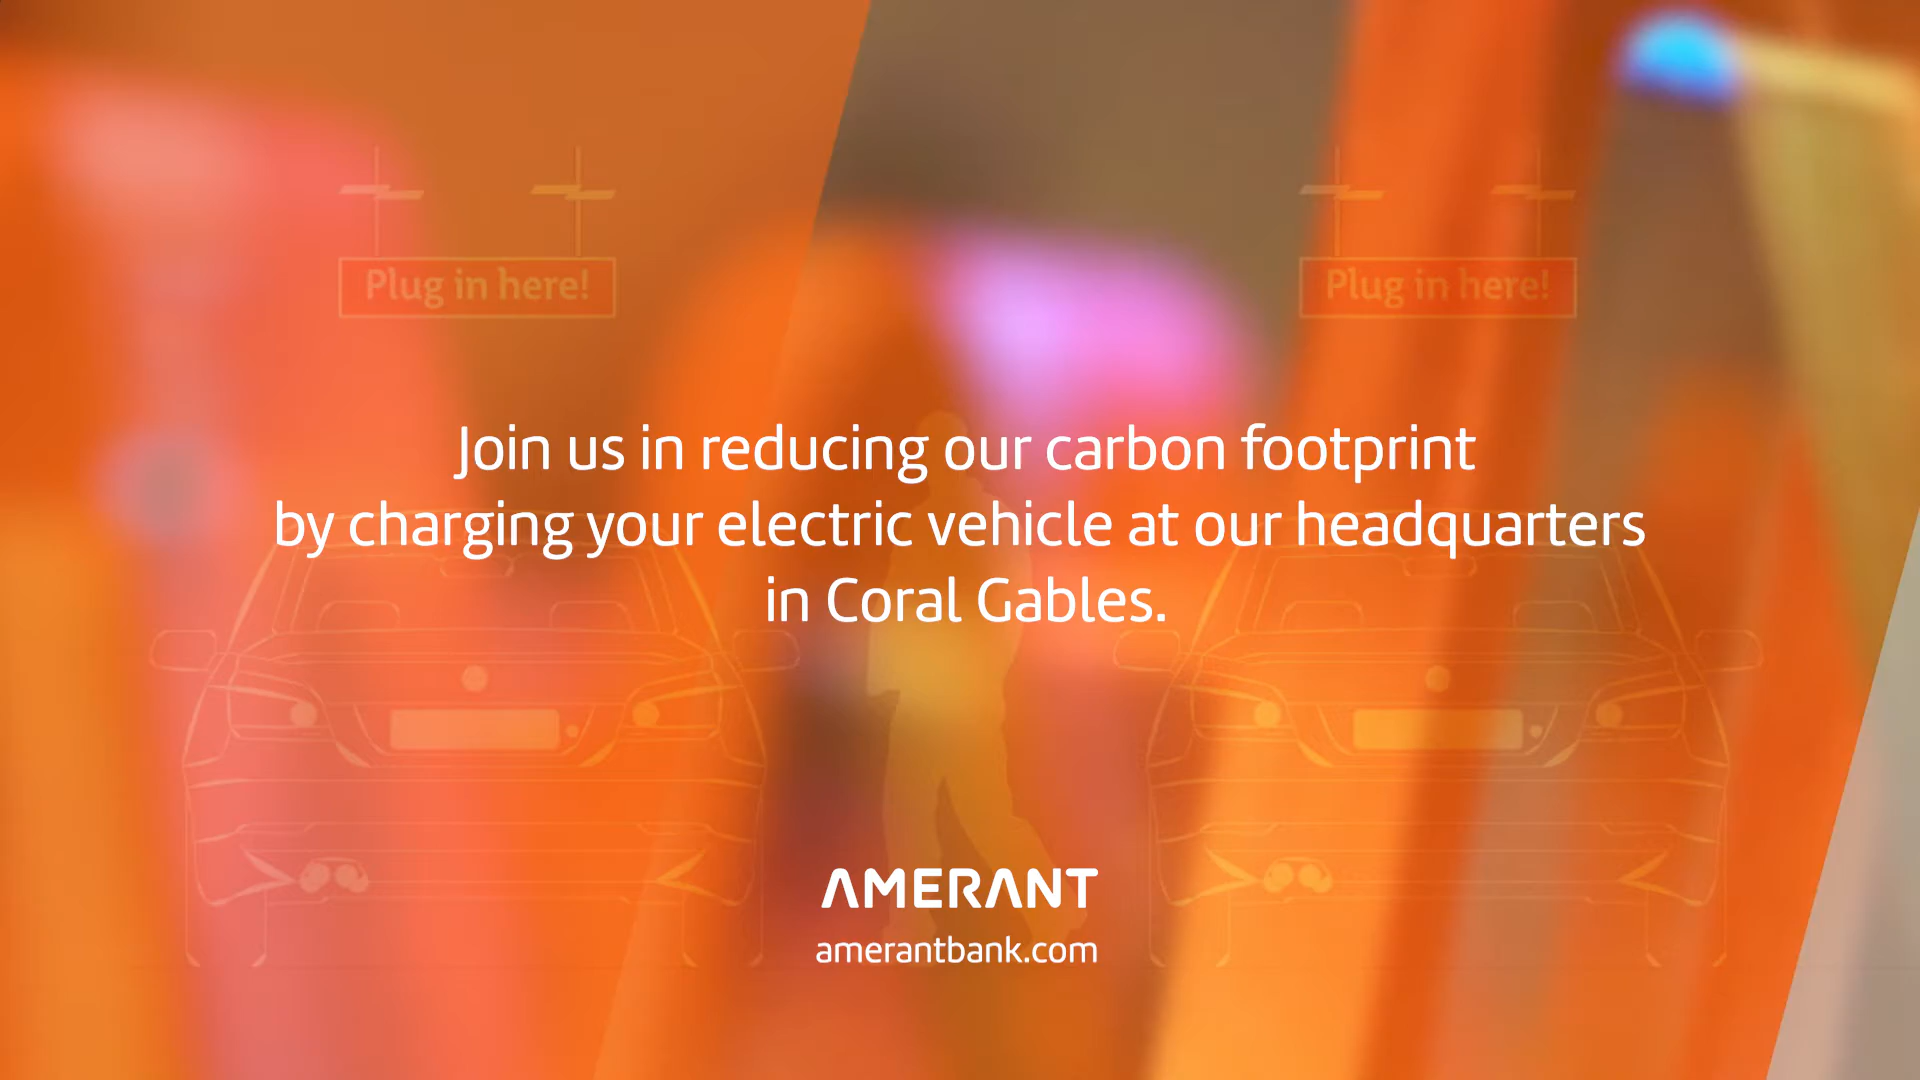 Plug in here!
Plug in here!
Join us in reducing our carbon footprint
by charging your electric vehicle at our headquarters
in Coral Gables.
AMERANT
amerantbank.com